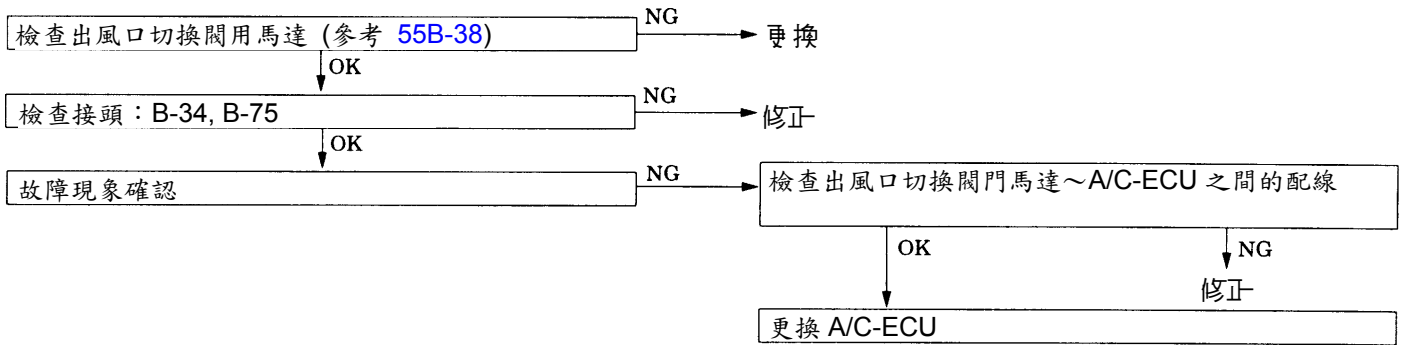 檢查出風口切換閥用馬達 (參考 55B-38)
NG
更換
OK
檢查接頭：B-34, B-75
NG
修正
OK
故障現象確認
NG
檢查出風口切換閥門馬達～A/C-ECU 之間的配線
OK
NG
修正
更換 A/C-ECU